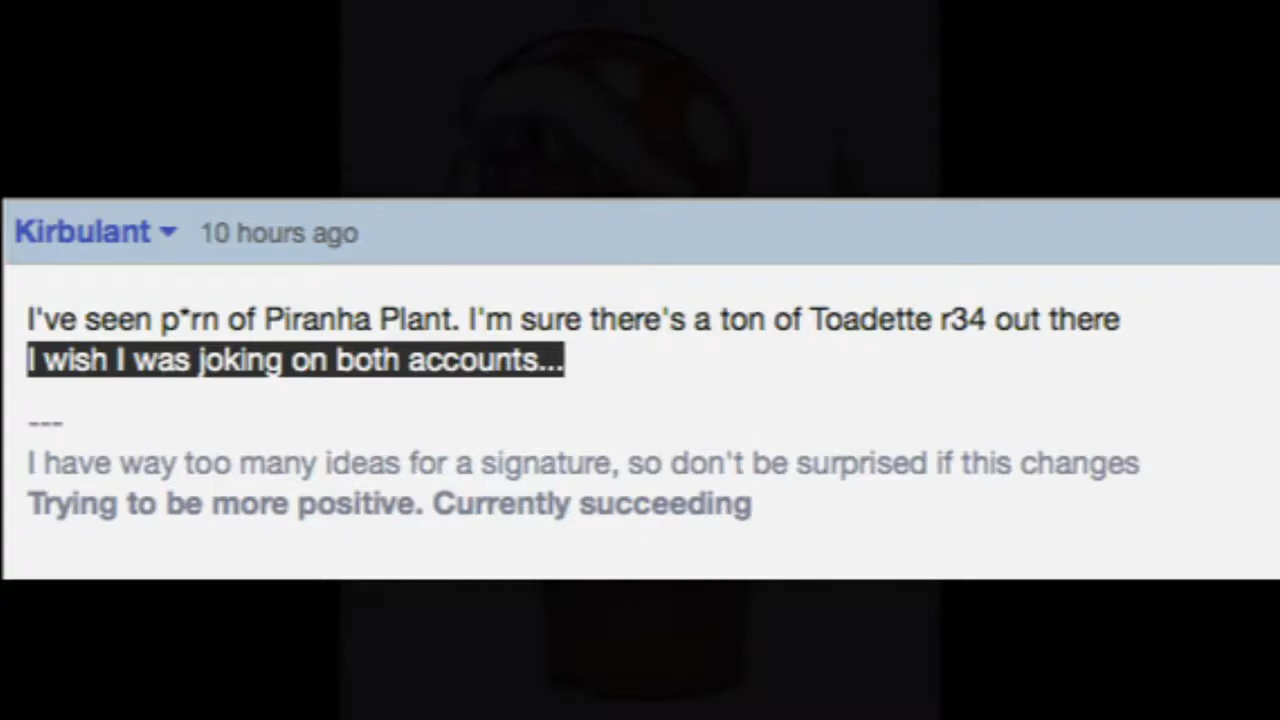 Kirbulant 10 hours ago
I've seen p*rn of Piranha Plant. I'm sure there's a ton of Toadette r34 out there
I wish I was joking on both accounts...
---
I have way too many ideas for a signature, so don't be surprised if this changes
Trying to be more positive. Currently succeeding